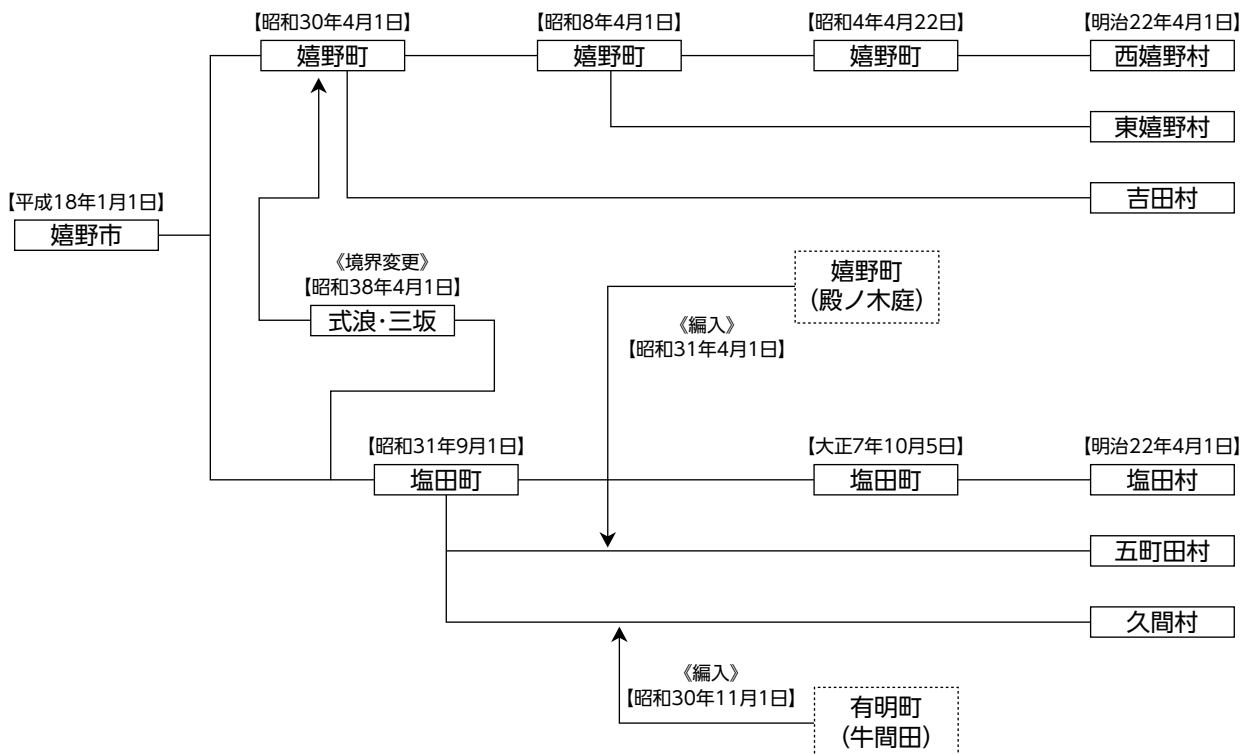 【昭和30年4月1日】
嬉野町
【昭和8年4月1日】
嬉野町
【昭和4年4月22日】
嬉野町
【明治22年4月1日】
西嬉野村
東嬉野村
吉田村
【平成18年1月1日】
嬉野市
《境界変更》
【昭和38年4月1日】
式浪・三坂
嬉野町
(殿ノ木庭)
《編入》
【昭和31年4月1日】
【昭和31年9月1日】
塩田町
【大正7年10月5日】
塩田町
【明治22年4月1日】
塩田村
五町田村
久間村
《編入》
【昭和30年11月1日】
有明町
(牛間田)